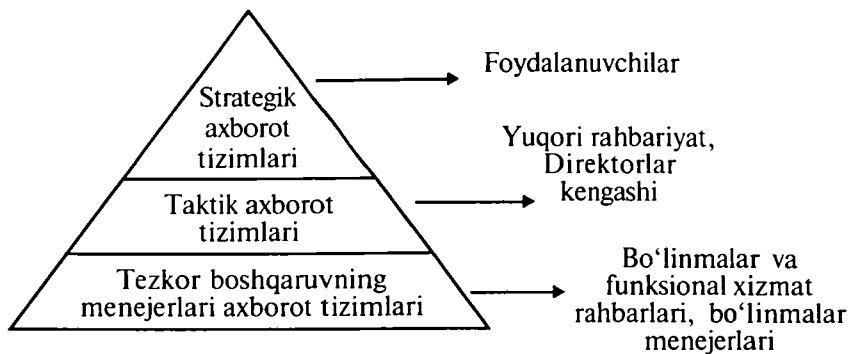 Strategik
axborot
tizimlari
Foydalanuvchilar
Taktik axborot
tizimlari
Yuqori rahbariyat,
Direktorlar
kengashi
Tezkor boshqaruvning
menejerlari axborot tizimlari
Bo‘linmalar va
funksional xizmat
rahbarlari, bo‘linmalar
menejerlari